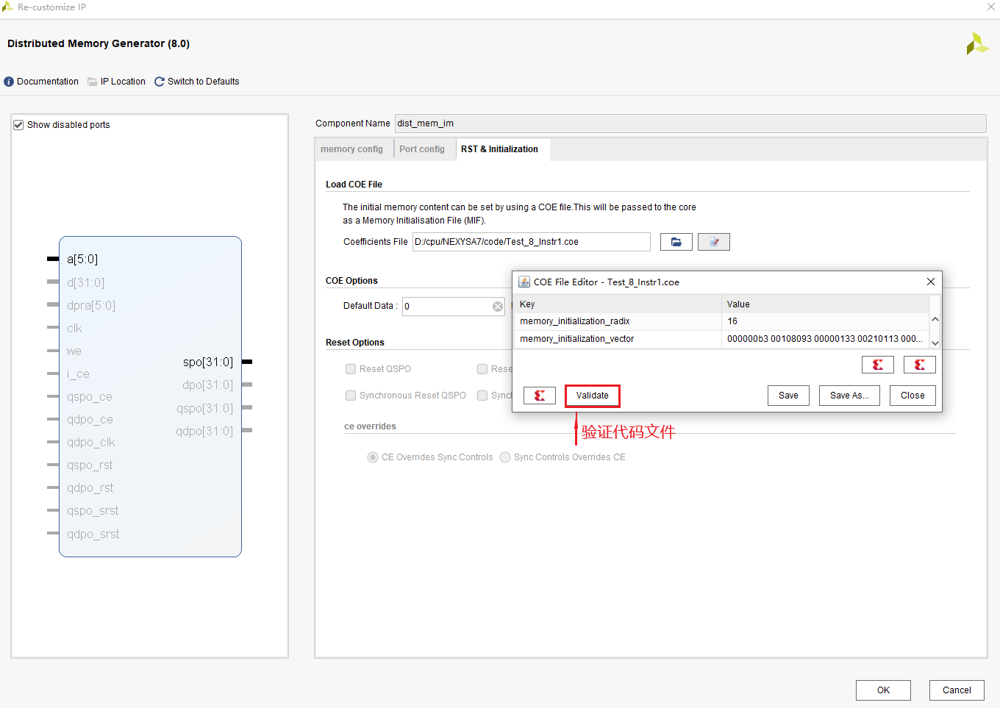 Re-customize IP
Distributed Memory Generator (8.0)
Documentation IP Location Switch to Defaults
Show disabled ports
a[5:0]
d[31:0]
dpra[5:0]
clk
we
i_ce
qspo_ce
qdpo_ce
qdpo_clk
qspo_rst
qdpo_rst
qspo_srst
qdpo_srst
spo[31:0]
dpo[31:0]
qspo[31:0]
qdpo[31:0]
Component Name dist_mem_im
memory config Port config RST & Initialization
Load COE File
The initial memory content can be set by using a COE file.This will be passed to the core
as a Memory Initialisation File (MIF).
Coefficients File D:/cpu/NEXYSA7/code/Test_8_Instr1.coe
COE Options
Default Data : 0
Reset Options
Reset QSPO
Synchronous Reset QSPO
ce overrides
CE Overrides Sync Controls Sync Controls Overrides CE
COE File Editor - Test_8_Instr1.coe
Key Value
memory_initialization_radix 16
memory_initialization_vector 000000b3 00108093 00000133 00210113 000...
Validate Save Save As... Close
验证代码文件
OK Cancel